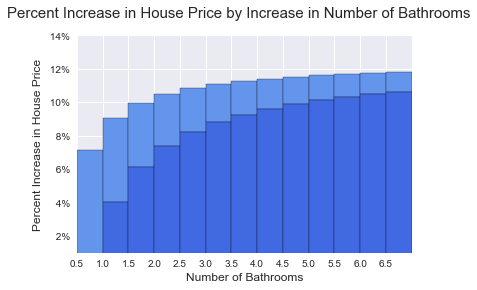 Percent Increase in House Price by Increase in Number of Bathrooms
Percent Increase in House Price
14%
12%
10%
8%
6%
4%
2%
0.5 1.0 1.5 2.0 2.5 3.0 3.5 4.0 4.5 5.0 5.5 6.0 6.5
Number of Bathrooms